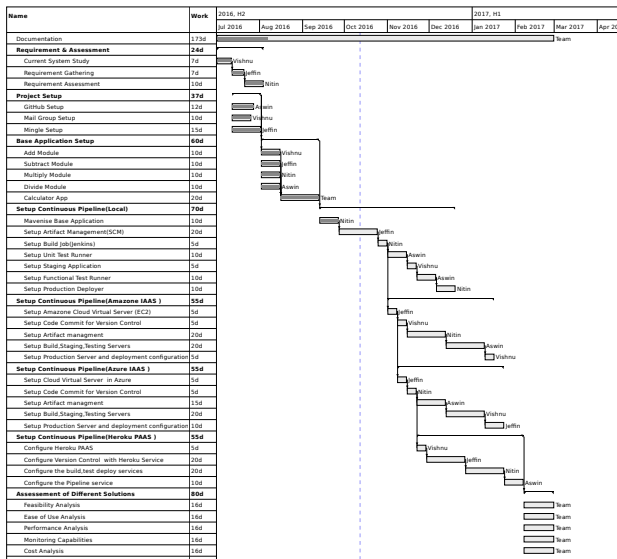 Name Work 2016, H2 2017, H1
Jul 2016 Aug 2016 Sep 2016 Oct 2016 Nov 2016 Dec 2016 Jan 2017 Feb 2017 Mar 2017 Apr 20
Documentation 173d Team
Requirement & Assessment 24d
Current System Study 7d Vishnu
Requirement Gathering 7d Jeffin
Requirement Assessment 10d Nitin
Project Setup 37d
GitHub Setup 12d Aswin
Mail Group Setup 10d Vishnu
Mingle Setup 15d Jeffin
Base Application Setup 60d
Add Module 10d Vishnu
Subtract Module 10d Jeffin
Multiply Module 10d Nitin
Divide Module 10d Aswin
Calculator App 20d Team
Setup Continuous Pipeline(Local) 70d
Mavenise Base Application 10d Nitin
Setup Artifact Management(SCM) 20d Jeffin
Setup Build Job(Jenkins) 5d Nitin
Setup Unit Test Runner 10d Aswin
Setup Staging Application 5d Vishnu
Setup Functional Test Runner 10d Aswin
Setup Production Deployer 10d Nitin
Setup Continuous Pipeline(Amazone IAAS ) 55d
Setup Amazone Cloud Virtual Server (EC2) 5d Jeffin
Setup Code Commit for Version Control 5d Vishnu
Setup Artifact managment 20d Nitin
Setup Build,Staging,Testing Servers 20d Aswin
Setup Production Server and deployment configuration 5d Vishnu
Setup Continuous Pipeline(Azure IAAS ) 55d
Setup Cloud Virtual Server in Azure 5d Jeffin
Setup Code Commit for Version Control 5d Nitin
Setup Artifact managment 15d Aswin
Setup Build,Staging,Testing Servers 20d Vishnu
Setup Production Server and deployment configuration 10d Jeffin
Setup Continuous Pipeline(Heroku PAAS ) 55d
Configure Heroku PAAS 5d Vishnu
Configure Version Control with Heroku Service 20d Jeffin
Configure the build,test deploy services 20d Nitin
Configure the Pipeline service 10d Aswin
Assessement of Different Solutions 80d
Feasibility Analysis 16d Team
Ease of Use Analysis 16d Team
Performance Analysis 16d Team
Monitoring Capabilities 16d Team
Cost Analysis 16d Team